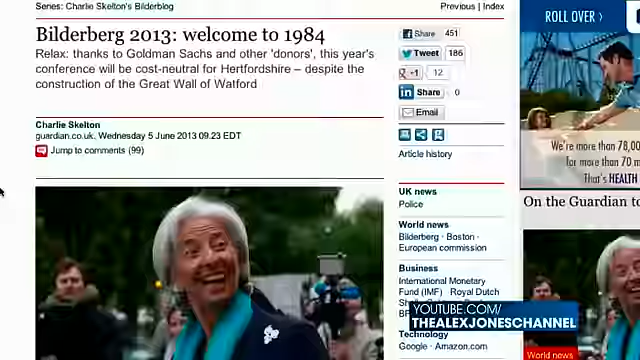 Series: Charlie Skelton's Bilderblog
Previous | Index
Bilderberg 2013: welcome to 1984
Relax: thanks to Goldman Sachs and other 'donors', this year's
conference will be cost-neutral for Hertfordshire – despite the
construction of the Great Wall of Watford
Charlie Skelton
guardian.co.uk, Wednesday 5 June 2013 09.23 EDT
Jump to comments (99)
Share 451
Tweet 186
+1 12
Share 0
Email
Article history
UK news
Police
World news
Bilderberg · Boston ·
European commission
Business
International Monetary
Fund (IMF) Royal Dutch
Technology
Google · Amazon.com
ROLL OVER
We're more than 78,00
for more than 70
That's HEALTH
On the Guardian to
World news
YOUTUBE.COM/
THEALEXJONESCHANNEL